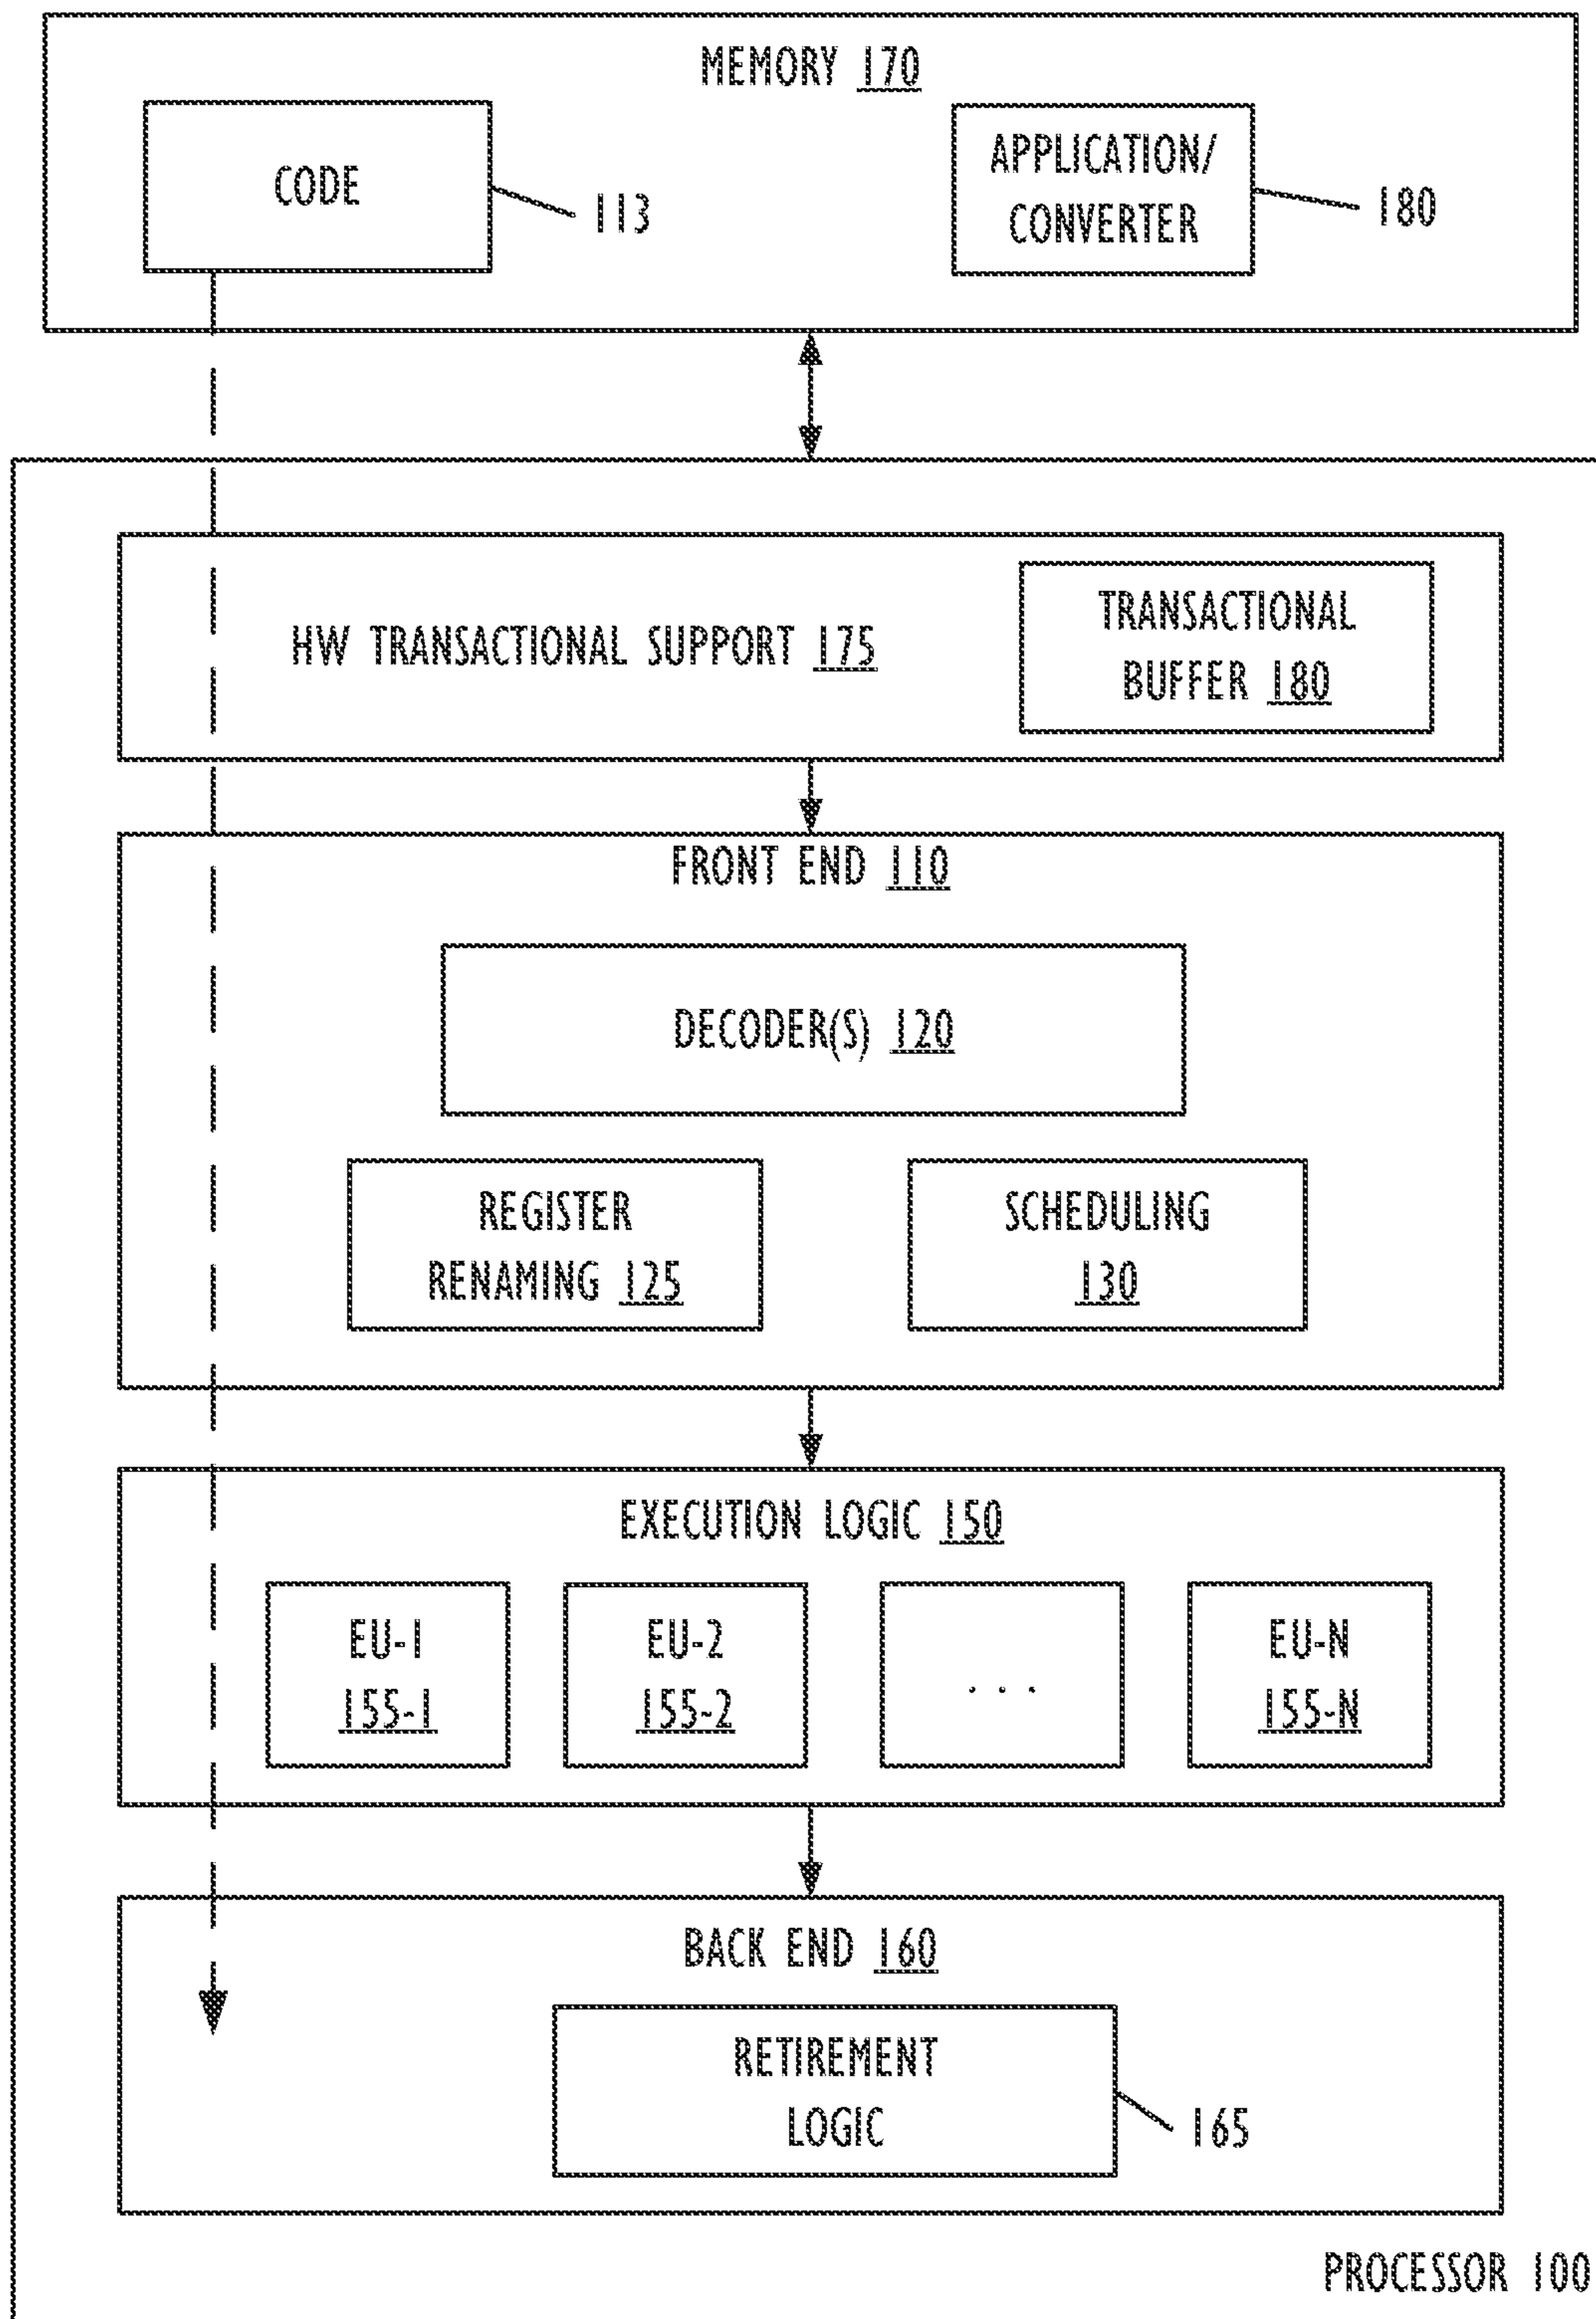 MEMORY 170
CODE
113
APPLICATION/
CONVERTER
180
HW TRANSACTIONAL SUPPORT 175
TRANSACTIONAL
BUFFER 180
FRONT END 110
DECODER(S) 120
REGISTER
RENAMING 125
SCHEDULING
130
EXECUTION LOGIC 150
EU-1
155-1
EU-2
155-2
. . .
EU-N
155-N
BACK END 160
RETIREMENT
LOGIC
165
PROCESSOR 100